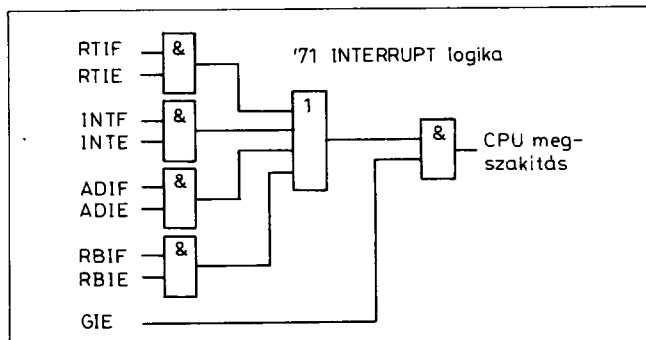 RTIF
RTIE
&
'71 INTERRUPT logika
INTF
INTE
&
1
&
CPU meg-
szakítás
ADIF
ADIE
&
RBIF
RBIE
&
GIE